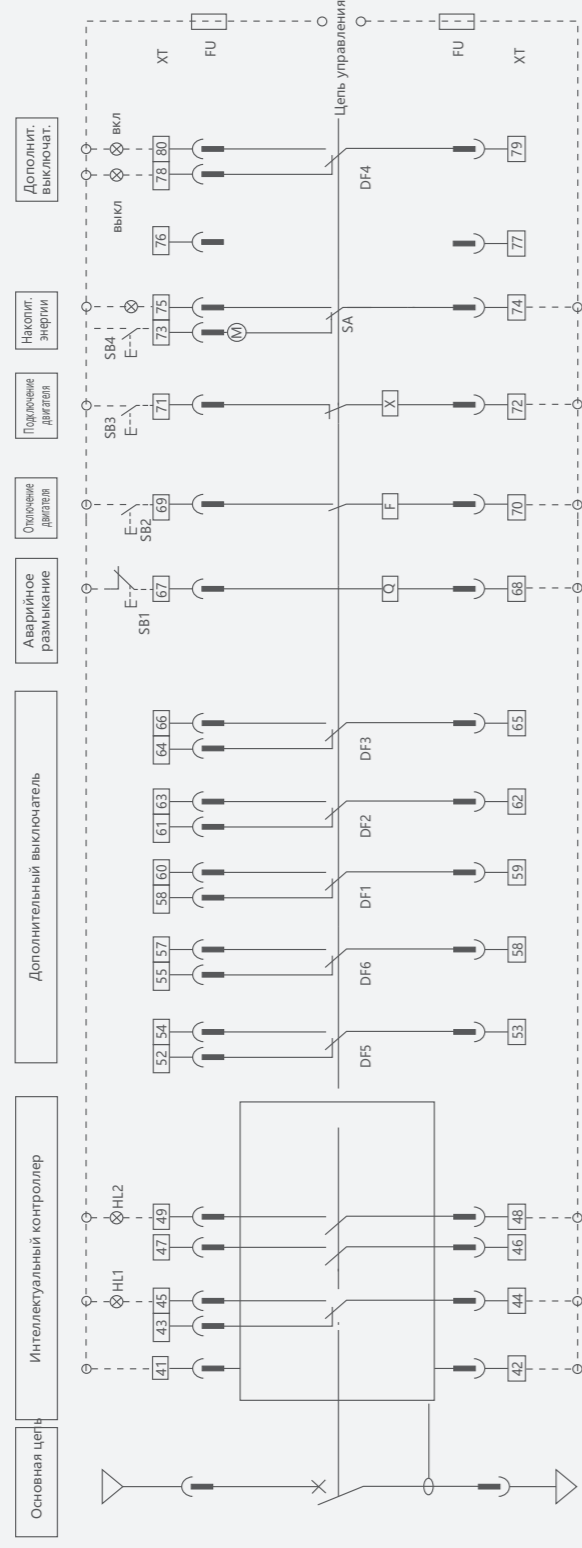 Основная цепь
Интеллектуальный контроллер
Дополнительный выключатель
Аварийное
размыкание
Отключение
двигателя
Подключение
двигателя
Накопит.
энергии
Дополнит.
выключат.
HL1
HL2
SB1
SB2
SB3
SB4
выкл
вкл
41
43
45
47
49
52
54
55
57
58
60
61
63
64
66
67
69
71
73
75
76
78
80
XT
FU
M
Цепь управления
DF5
DF6
DF1
DF2
DF3
SA
DF4
Q
F
X
FU
42
44
46
48
53
58
59
62
65
68
70
72
74
77
79
XT